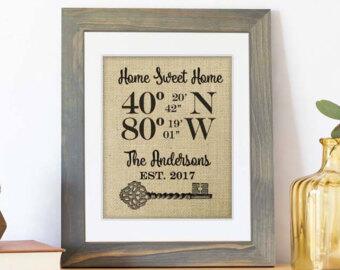 Home Sweet Home
40° 20' 42" N
80° 19' 01" W
The Andersons
EST. 2017